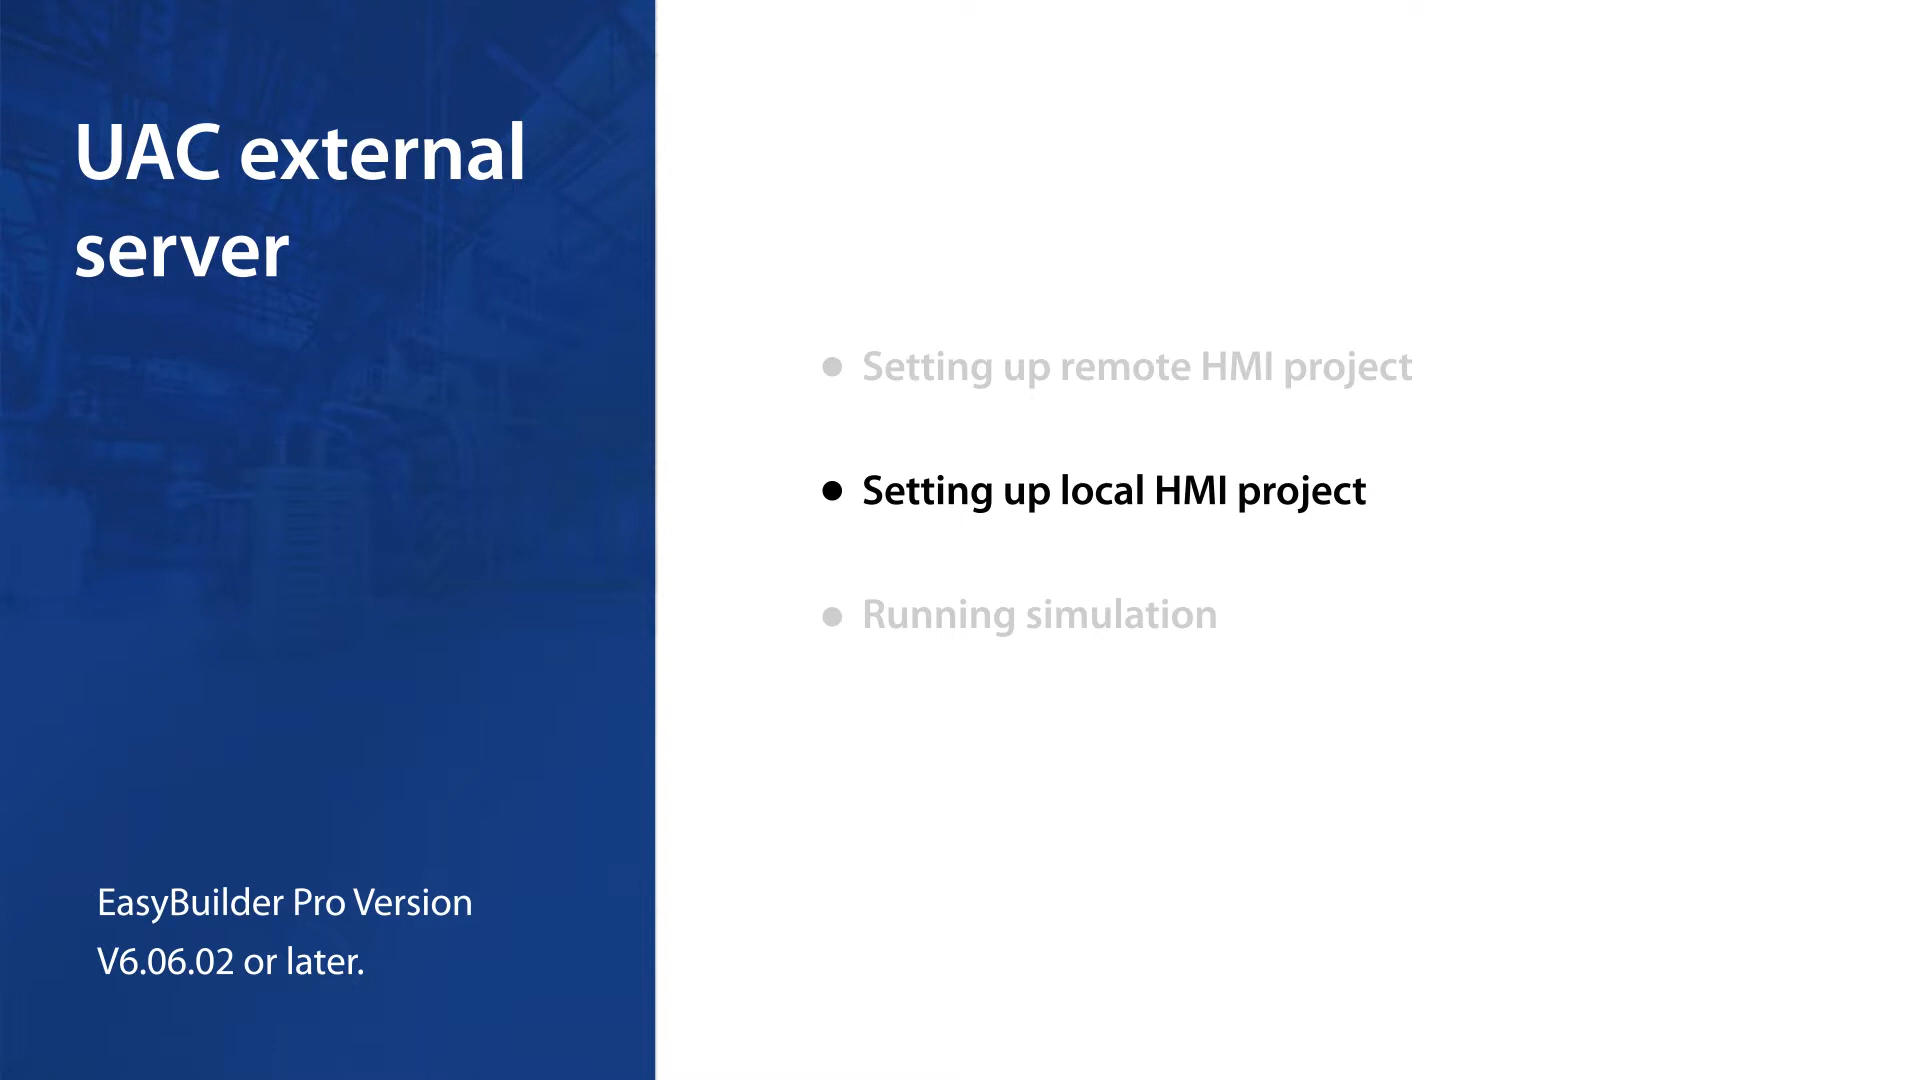 UAC external
server
● Setting up remote HMI project
● Setting up local HMI project
● Running simulation
EasyBuilder Pro Version
V6.06.02 or later.